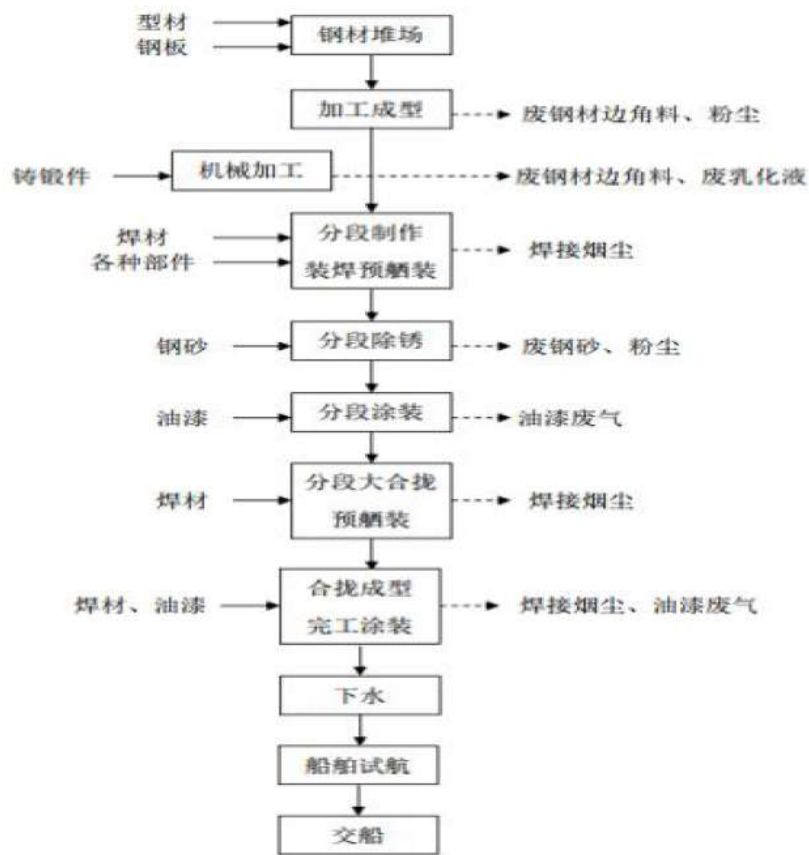 型材
钢板
钢材堆场
加工成型
废钢材边角料、粉尘
铸锻件
机械加工
废钢材边角料、废乳化液
焊材
各种部件
分段制作
装焊预舾装
焊接烟尘
钢砂
分段除锈
废钢砂、粉尘
油漆
分段涂装
油漆废气
焊材
分段大合拢
预舾装
焊接烟尘
焊材、油漆
合拢成型
完工涂装
焊接烟尘、油漆废气
下水
船舶试航
交船